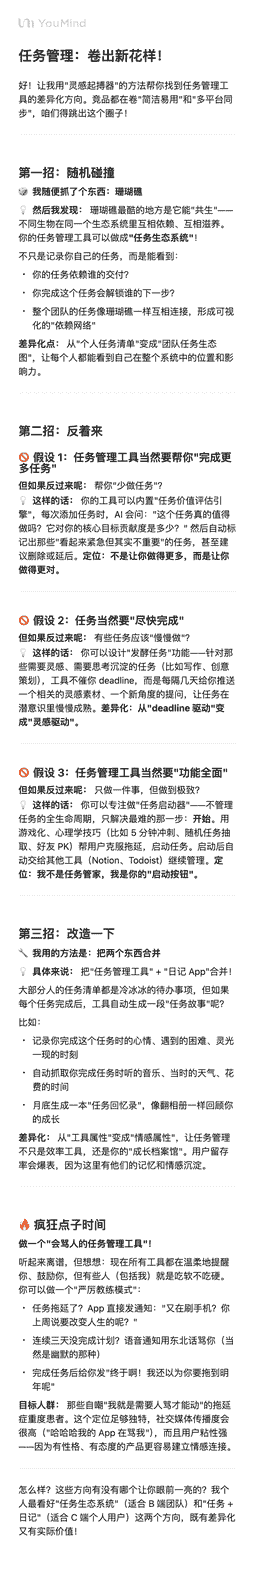 YouMind
任务管理：卷出新花样！
好！让我用"灵感起搏器"的方法帮你找到任务管理工
具的差异化方向。竞品都在卷"简洁易用"和"多平台同
步"，咱们得跳出这个圈子！
第一招：随机碰撞
🎲 我随便抓了个东西：珊瑚礁
💡 然后我发现： 珊瑚礁最酷的地方是它能"共生"——
不同生物在同一个生态系统里互相依赖、互相滋养。
你的任务管理工具可以做成"任务生态系统"！
不只是记录你自己的任务，而是能看到：
• 你的任务依赖谁的交付？
• 你完成这个任务会解锁谁的下一步？
• 整个团队的任务像珊瑚礁一样互相连接，形成可视
化的"依赖网络"
差异化点： 从"个人任务清单"变成"团队任务生态
图"，让每个人都能看到自己在整个系统中的位置和影
响力。
第二招：反着来
🚫 假设 1：任务管理工具当然要帮你"完成更
多任务"
但如果反过来呢： 帮你"少做任务"？
💡 这样的话： 你的工具可以内置"任务价值评估引
擎"，每次添加任务时，AI 会问："这个任务真的值得
做吗？它对你的核心目标贡献度是多少？" 然后自动标
记出那些"看起来紧急但其实不重要"的任务，甚至建
议删除或延后。定位：不是让你做得更多，而是让你
做得更对。
🚫 假设 2：任务当然要"尽快完成"
但如果反过来呢： 有些任务应该"慢慢做"？
💡 这样的话： 你可以设计"发酵任务"功能——针对那
些需要灵感、需要思考沉淀的任务（比如写作、创意
策划），工具不催你 deadline，而是每隔几天给你推送
一个相关的灵感素材、一个新角度的提问，让任务在
潜意识里慢慢成熟。差异化：从"deadline 驱动"变
成"灵感驱动"。
🚫 假设 3：任务管理工具当然要"功能全面"
但如果反过来呢： 只做一件事，但做到极致？
💡 这样的话： 你可以专注做"任务启动器"——不管理
任务的全生命周期，只解决最难的那一步：开始。用
游戏化、心理学技巧（比如 5 分钟冲刺、随机任务抽
取、好友 PK）帮用户克服拖延，启动任务。启动后自
动交给其他工具（Notion、Todoist）继续管理。定
位：我不是任务管家，我是你的"启动按钮"。
第三招：改造一下
🔧 我用的方法是：把两个东西合并
💡 具体来说： 把"任务管理工具" + "日记 App"合并！
大部分人的任务清单都是冷冰冰的待办事项，但如果
每个任务完成后，工具自动生成一段"任务故事"呢？
比如：
• 记录你完成这个任务时的心情、遇到的困难、灵光
一现的时刻
• 自动抓取你完成任务时听的音乐、当时的天气、花
费的时间
• 月底生成一本"任务回忆录"，像翻相册一样回顾你
的成长
差异化： 从"工具属性"变成"情感属性"，让任务管理
不只是效率工具，还是你的"成长档案馆"。用户留存
率会爆表，因为这里有他们的记忆和情感沉淀。
🔥 疯狂点子时间
做一个"会骂人的任务管理工具"！
听起来离谱，但想想：现在所有工具都在温柔地提醒
你、鼓励你，但有些人（包括我）就是吃软不吃硬。
你可以做一个"严厉教练模式"：
• 任务拖延了？App 直接发通知："又在刷手机？你
上周说要改变人生的呢？"
• 连续三天没完成计划？语音通知用东北话骂你（当
然是幽默的那种）
• 完成任务后给你发"终于啊！我还以为你要拖到明
年呢"
目标人群： 那些自嘲"我就是需要人骂才能动"的拖延
症重度患者。这个定位足够独特，社交媒体传播度会
很高（"哈哈哈我的 App 在骂我"），而且用户粘性强
——因为有性格、有态度的产品更容易建立情感连接。
怎么样？这些方向有没有哪个让你眼前一亮的？我个
人最看好"任务生态系统"（适合 B 端团队）和"任务 +
日记"（适合 C 端个人用户）这两个方向，既有差异化
又有实际价值！